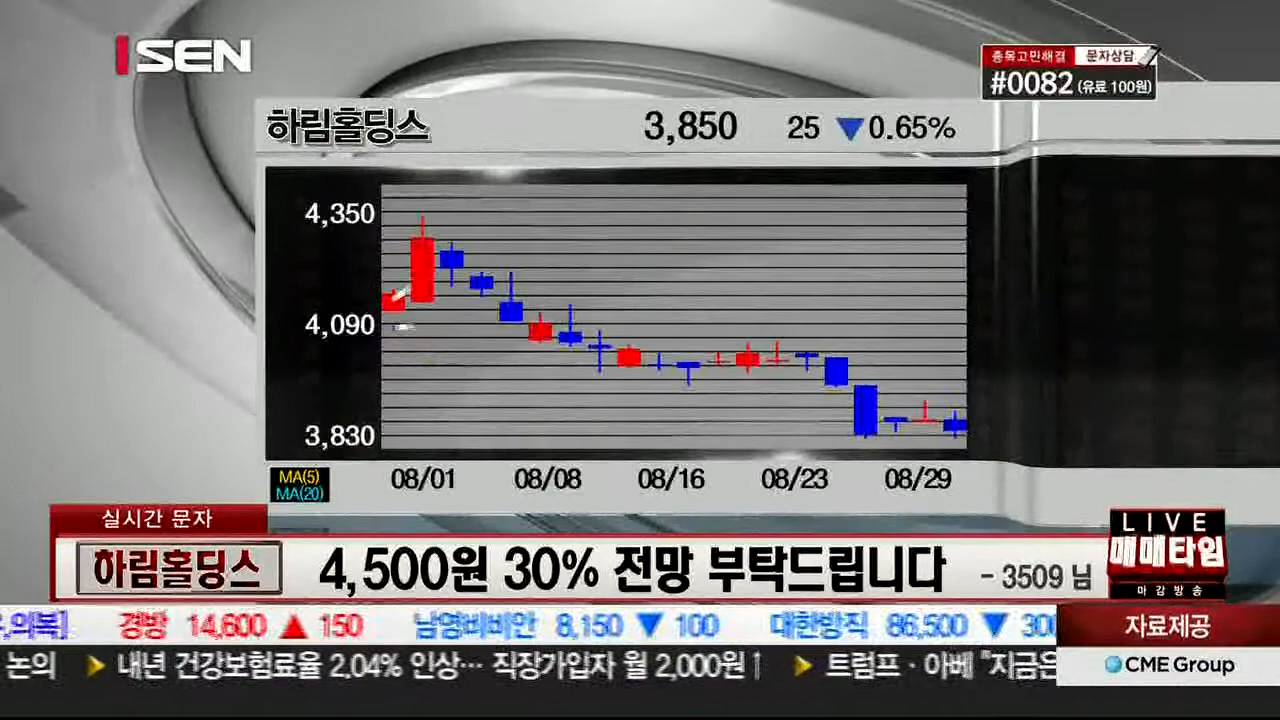 SEN
종목고민해결 문자상담
#0082 (유료 100원)
하림홀딩스 3,850 25 ▼0.65%
4,350
4,090
3,830
MA(5)
MA(20)
08/01 08/08 08/16 08/23 08/29
실시간 문자
하림홀딩스 4,500원 30% 전망 부탁드립니다 - 3509 님
LIVE
매매타임
마감방송
,의복] 경방 14,600 ▲ 150 남영비비안 8,150 ▼ 100 대한방직 86,500 ▼ 300
자료제공
논의 ▶ 내년 건강보험료율 2.04% 인상… 직장가입자 월 2,000원↑ ▶ 트럼프·아베 "지금은
CME Group